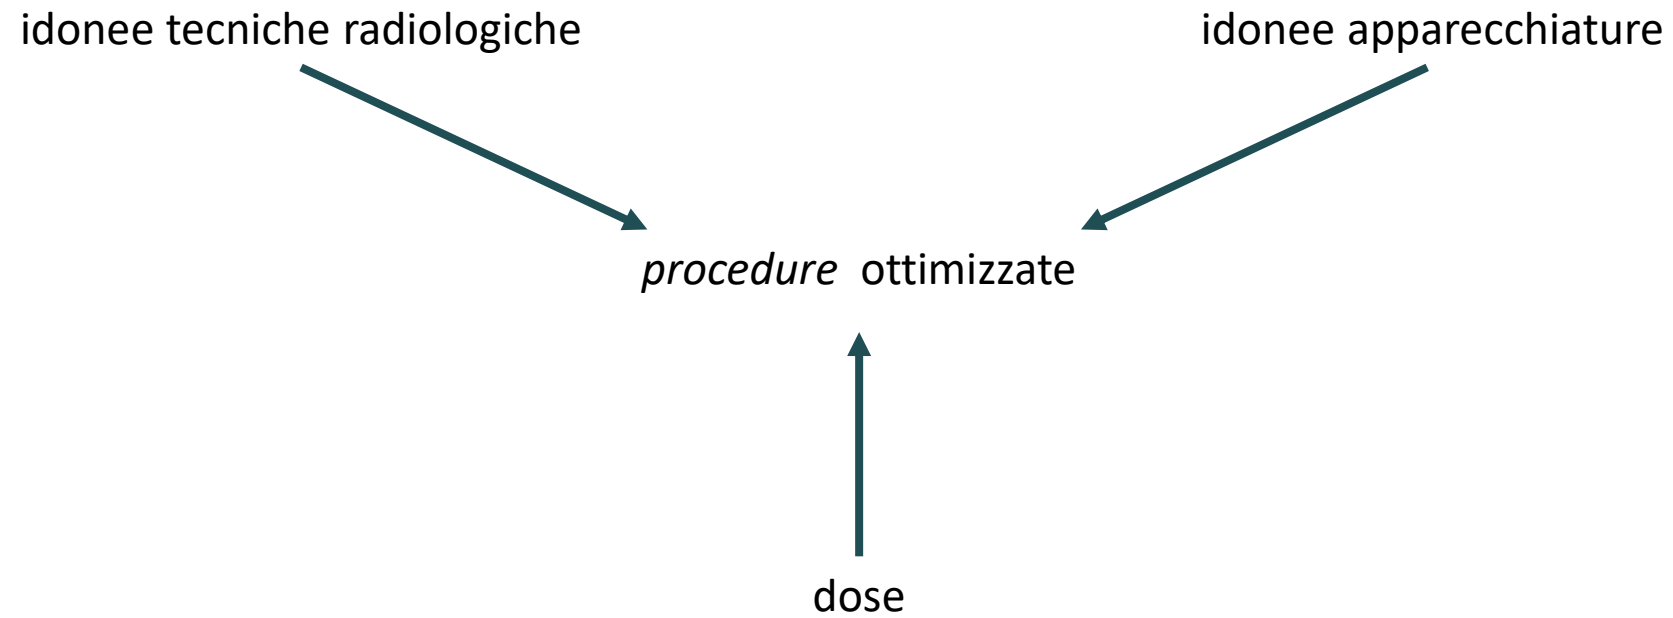 idonee tecniche radiologiche
idonee apparecchiature
procedure ottimizzate
dose